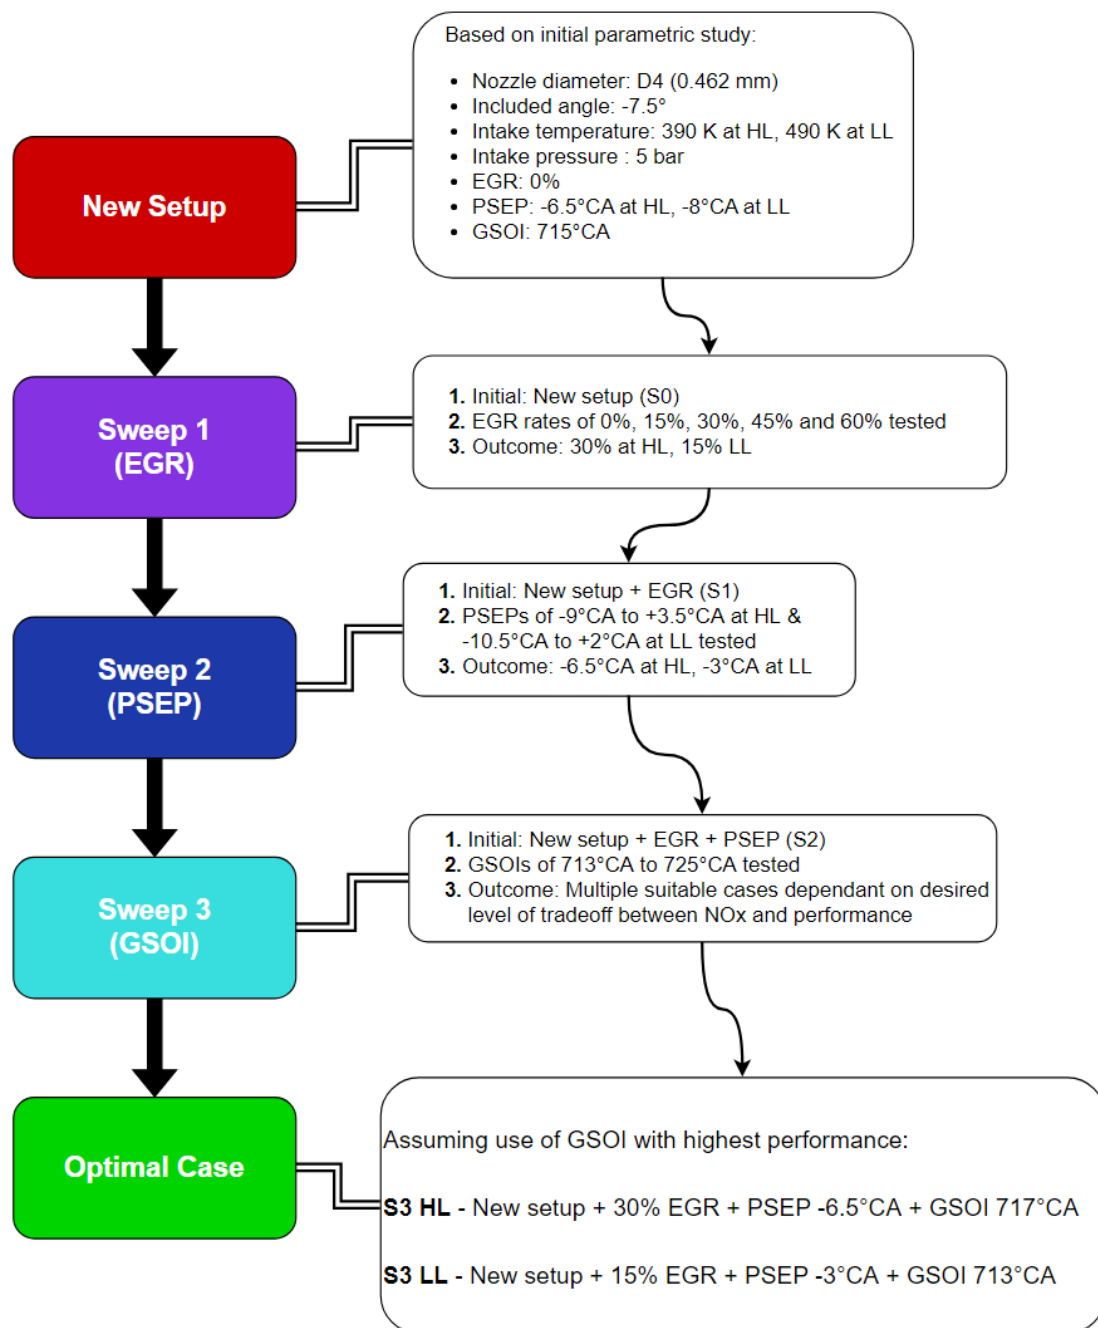 Based on initial parametric study:
• Nozzle diameter: D4 (0.462 mm)
• Included angle: -7.5°
• Intake temperature: 390 K at HL, 490 K at LL
• Intake pressure : 5 bar
• EGR: 0%
• PSEP: -6.5°CA at HL, -8°CA at LL
• GSOI: 715°CA
New Setup
1. Initial: New setup (S0)
2. EGR rates of 0%, 15%, 30%, 45% and 60% tested
3. Outcome: 30% at HL, 15% LL
Sweep 1
(EGR)
1. Initial: New setup + EGR (S1)
2. PSEPs of -9°CA to +3.5°CA at HL &
-10.5°CA to +2°CA at LL tested
3. Outcome: -6.5°CA at HL, -3°CA at LL
Sweep 2
(PSEP)
1. Initial: New setup + EGR + PSEP (S2)
2. GSOIs of 713°CA to 725°CA tested
3. Outcome: Multiple suitable cases dependant on desired
level of tradeoff between NOx and performance
Sweep 3
(GSOI)
Optimal Case
Assuming use of GSOI with highest performance:
S3 HL - New setup + 30% EGR + PSEP -6.5°CA + GSOI 717°CA
S3 LL - New setup + 15% EGR + PSEP -3°CA + GSOI 713°CA